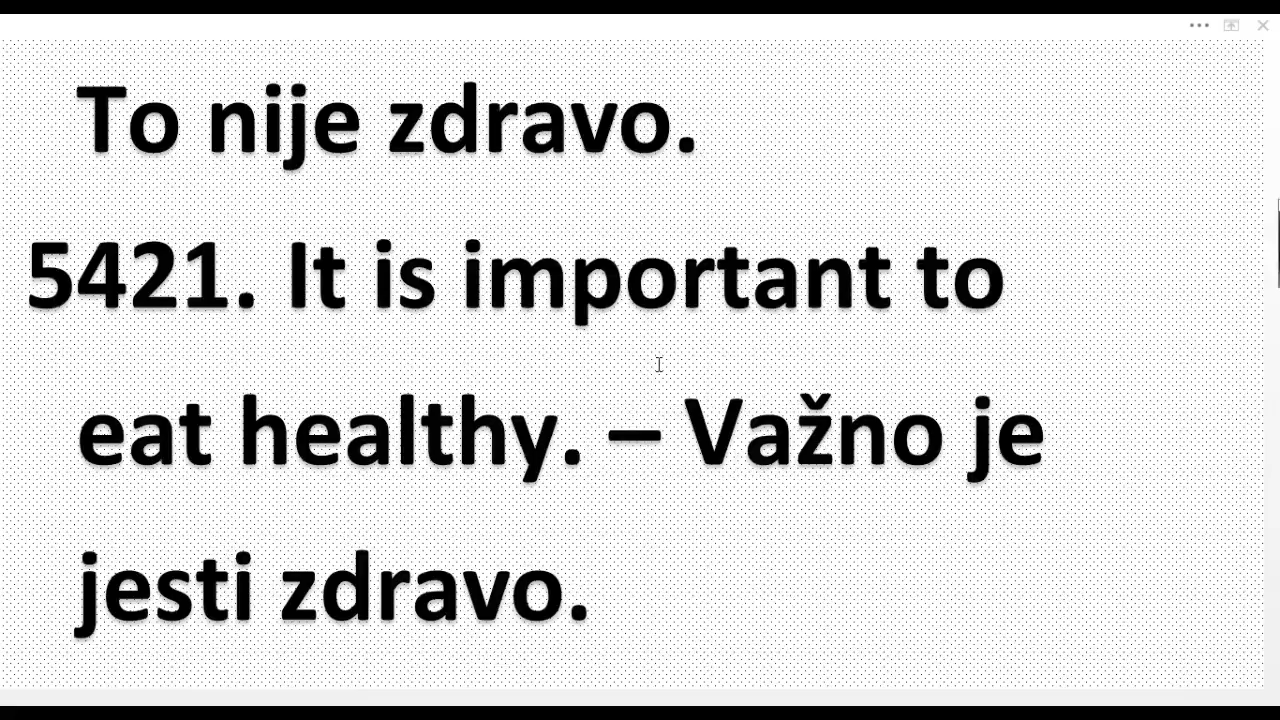 To nije zdravo.
5421. It is important to
eat healthy. – Važno je
jesti zdravo.